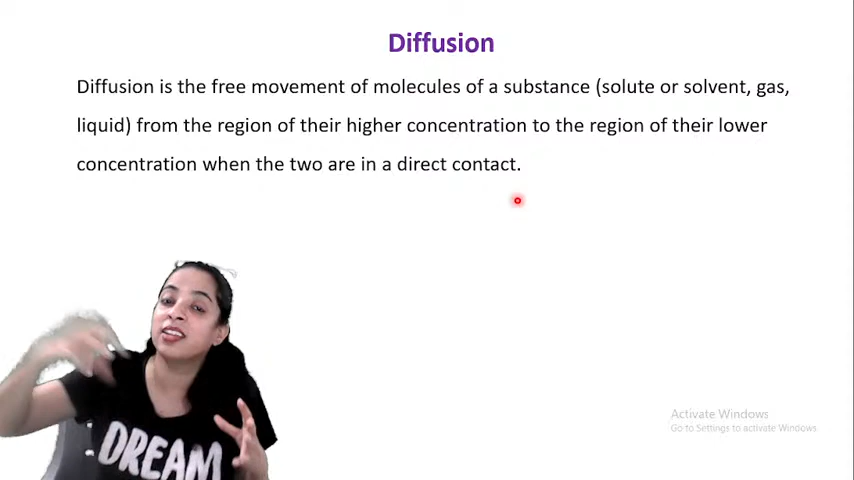 Diffusion
Diffusion is the free movement of molecules of a substance (solute or solvent, gas,
liquid) from the region of their higher concentration to the region of their lower
concentration when the two are in a direct contact.
DREAM
Activate Windows
Go to Settings to activate Windows.